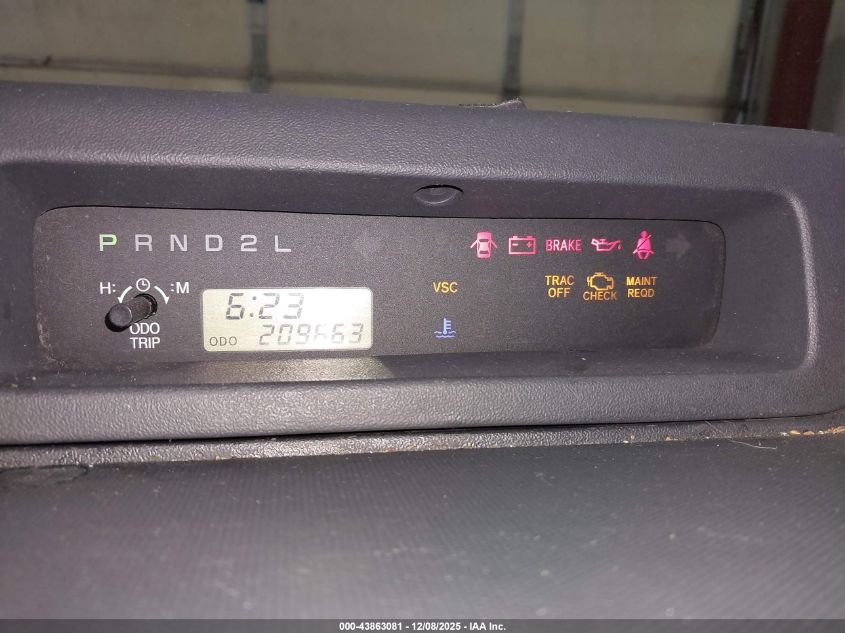 P R N D 2 L
BRAKE
H: :M
VSC
TRAC OFF
CHECK
MAINT REQD
6:23
ODO TRIP
ODO 209663
000-43863081 - 12/08/2025 - IAA Inc.